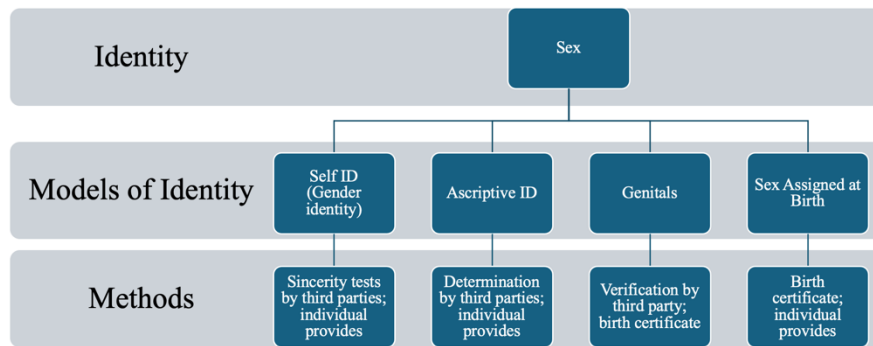 Identity
Sex
Models of Identity
Self ID
(Gender
identity)
Ascriptive ID
Genitals
Sex Assigned at
Birth
Methods
Sincerity tests
by third parties;
individual
provides
Determination
by third parties;
individual
provides
Verification by
third party;
birth certificate
Birth
certificate;
individual
provides